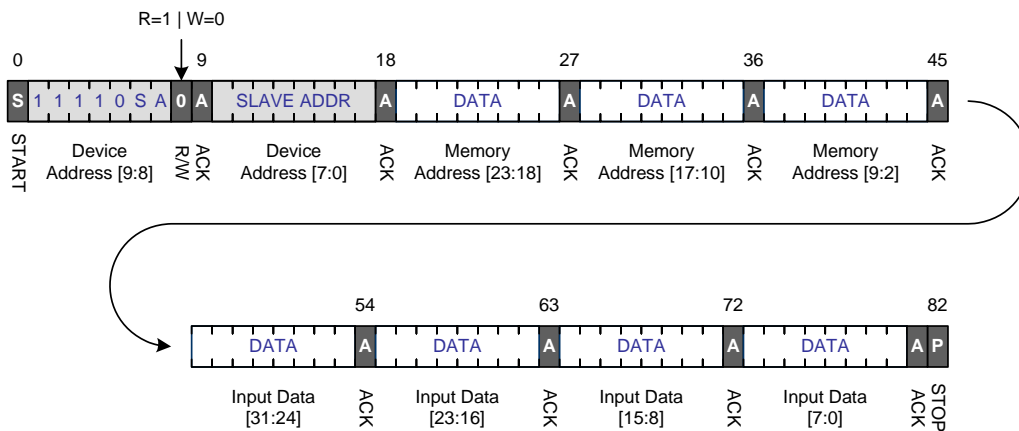 R=1 | W=0
0 9 18 27 36 45
S 1 1 1 1 0 S A 0 A SLAVE ADDR A DATA A DATA A DATA A
START
Device
Address [9:8]
R/W
ACK
Device
Address [7:0]
ACK
Memory
Address [23:18]
ACK
Memory
Address [17:10]
ACK
Memory
Address [9:2]
ACK
54 63 72 82
DATA A DATA A DATA A DATA A P
Input Data
[31:24]
ACK
Input Data
[23:16]
ACK
Input Data
[15:8]
ACK
Input Data
[7:0]
ACK
STOP